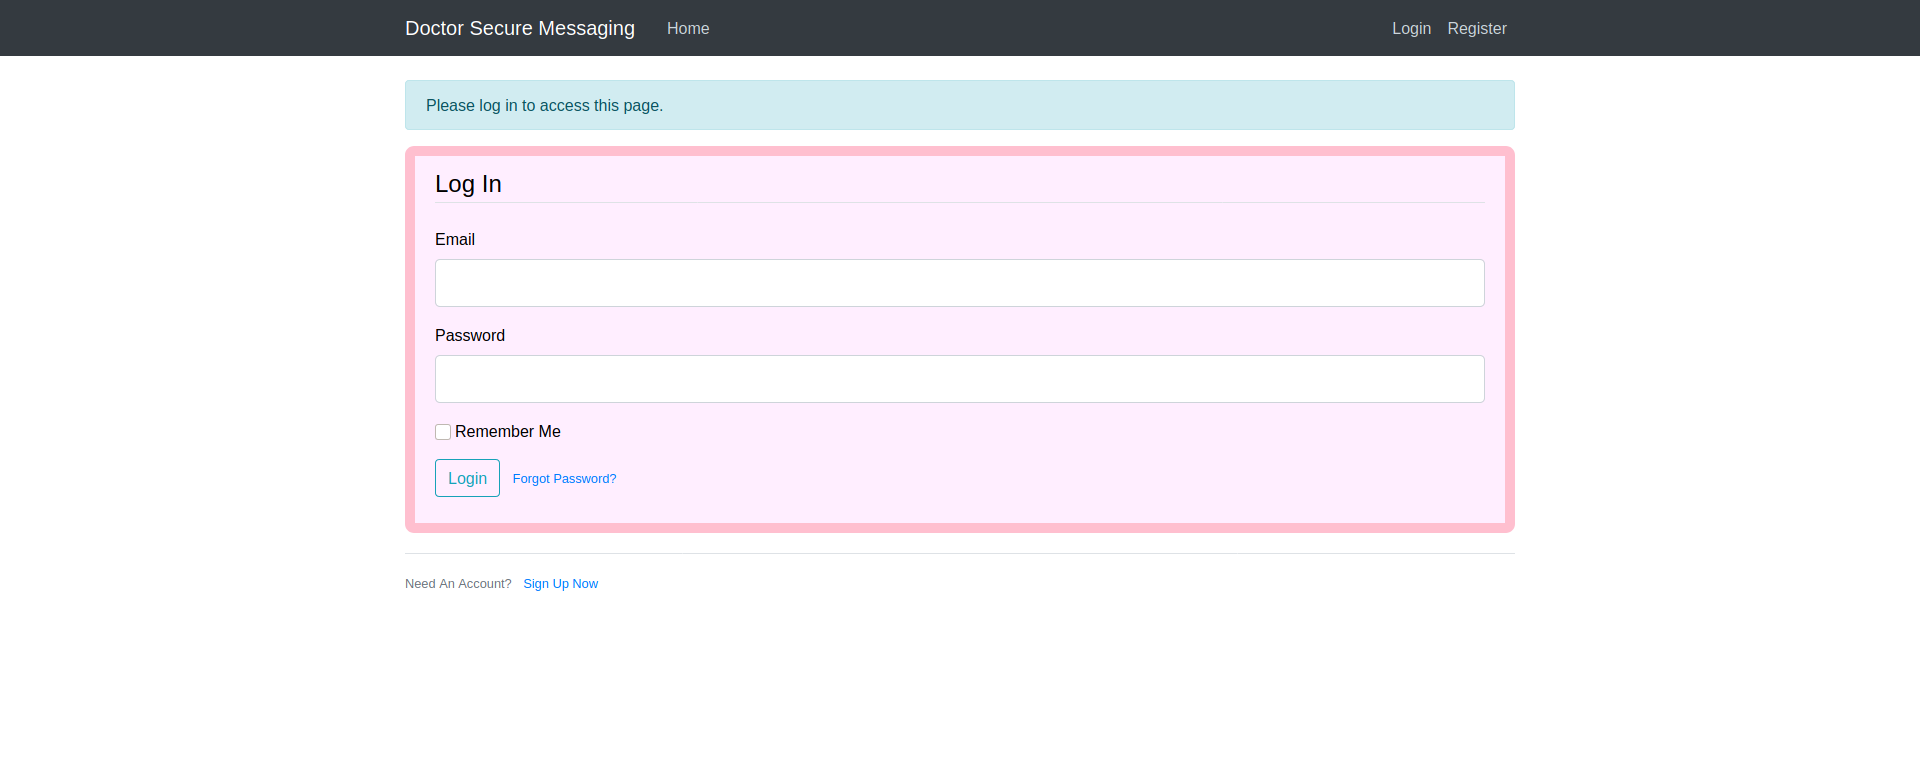 Doctor Secure Messaging Home Login Register
Please log in to access this page.
Log In
Email
Password
Remember Me
Login Forgot Password?
Need An Account? Sign Up Now